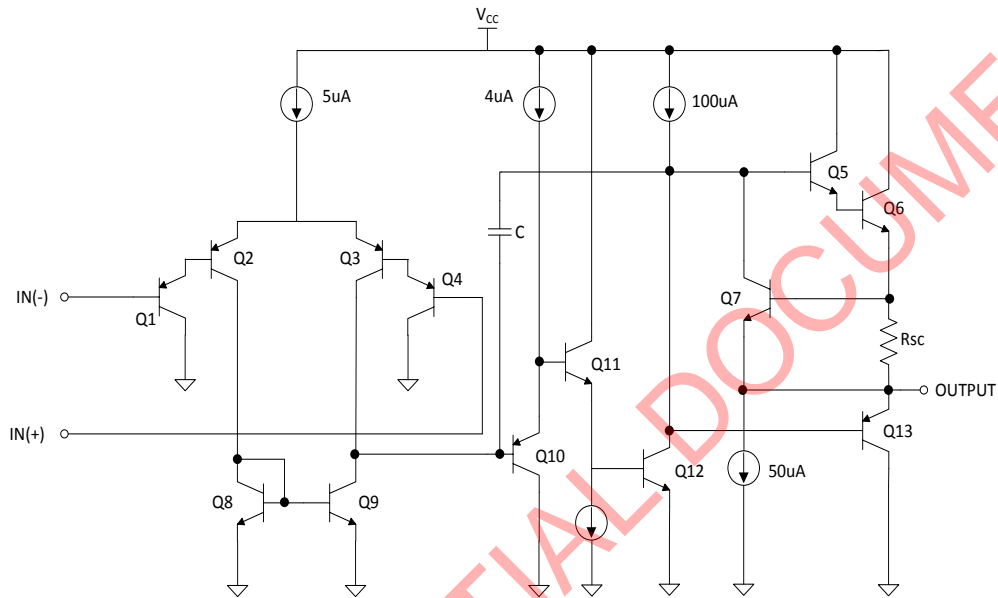 VCC
5uA
4uA
100uA
Q5
Q6
Q2
Q3
Q4
C
IN(-)
Q1
Q7
Rsc
Q11
OUTPUT
IN(+)
Q10
Q12
Q13
50uA
Q8
Q9
TIAL DOCUME